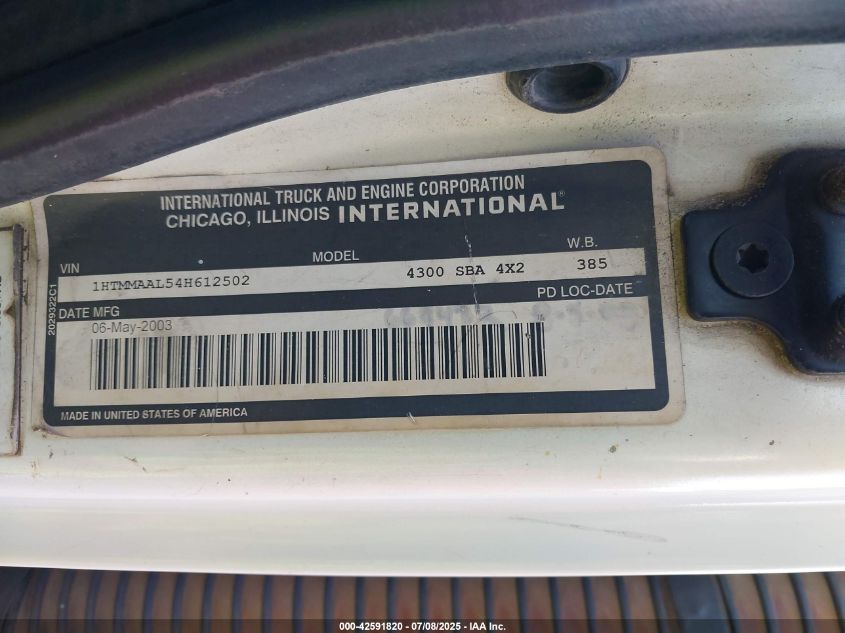 INTERNATIONAL TRUCK AND ENGINE CORPORATION
CHICAGO, ILLINOIS INTERNATIONAL®
VIN MODEL W.B.
1HTMMAAL54H612502 4300 SBA 4X2 385
DATE MFG PD LOC-DATE
06-May-2003
MADE IN UNITED STATES OF AMERICA
2029322C1
000-42591820 - 07/08/2025 - IAA Inc.